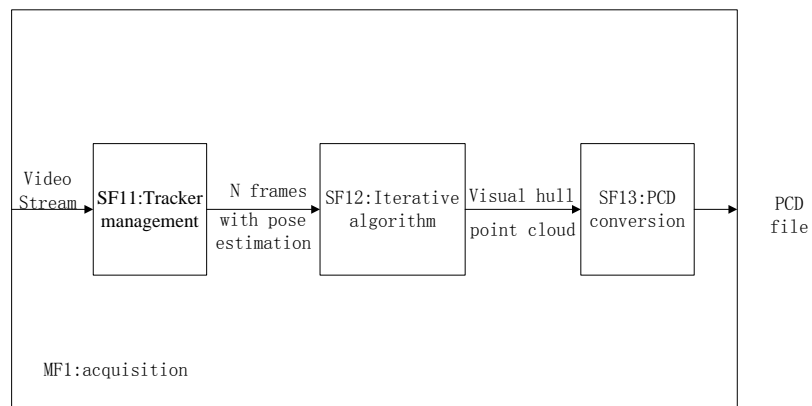 Video
Stream
SF11:Tracker
management
N frames
with pose
estimation
SF12:Iterative
algorithm
Visual hull
point cloud
SF13:PCD
conversion
PCD
file
MF1:acquisition